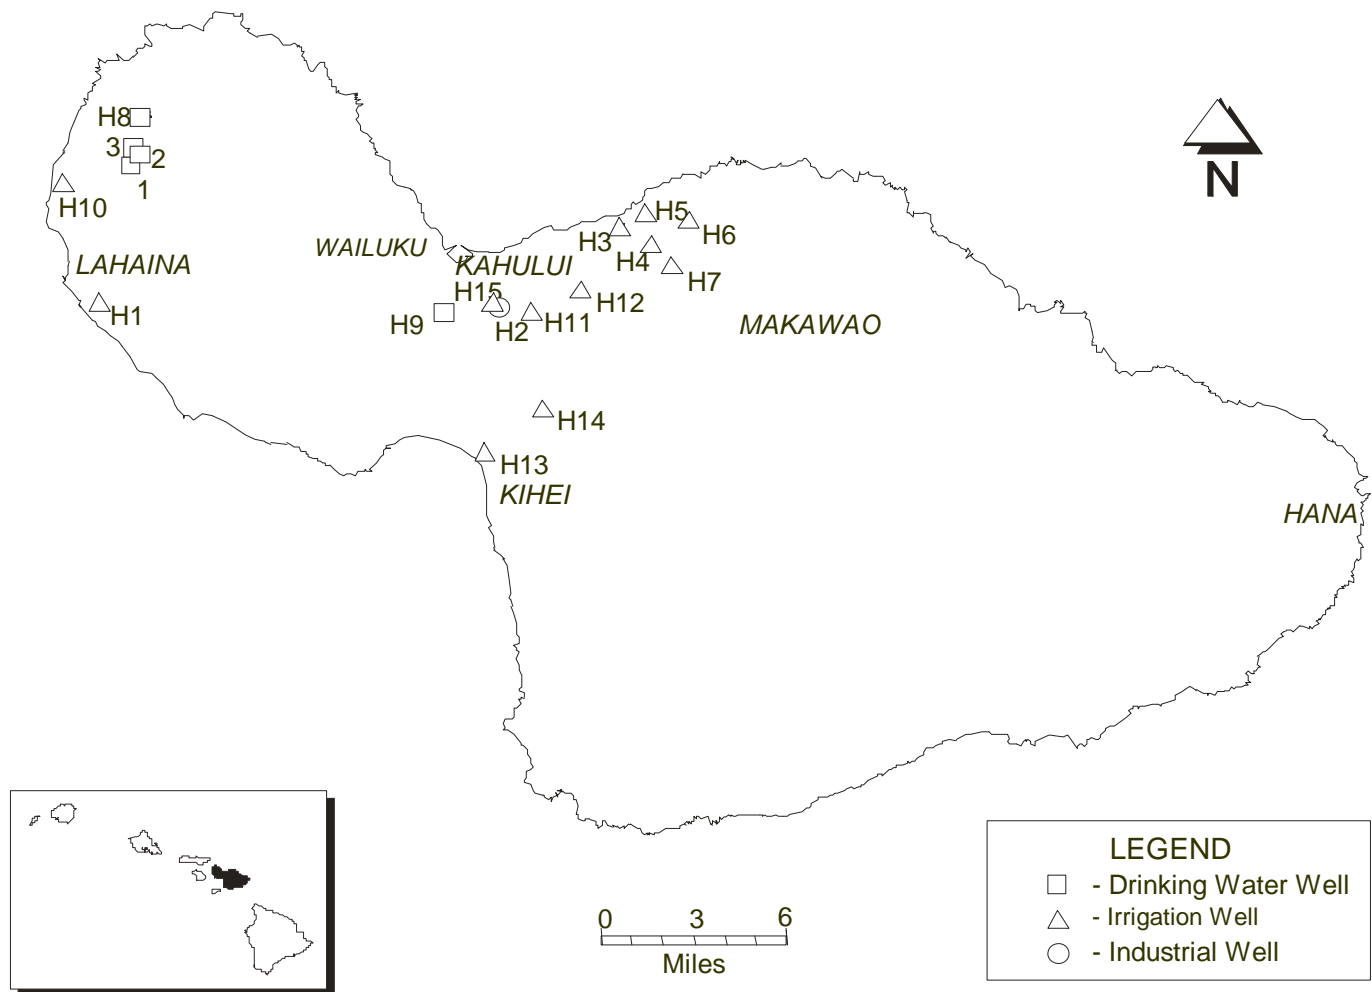 H8
3
2
1
H10
LAHAINA
H1
WAILUKU
KAHULUI
H15
H9
H2
H11
H12
H3
H5
H6
H4
H7
MAKAWAO
H14
H13
KIHEI
HANA
N
0 3 6
Miles
LEGEND
- Drinking Water Well
- Irrigation Well
- Industrial Well